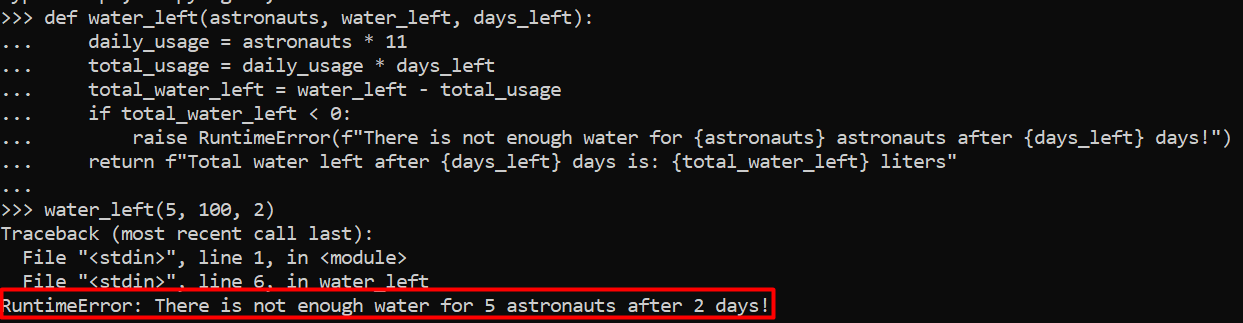 >>> def water_left(astronauts, water_left, days_left):
...     daily_usage = astronauts * 11
...     total_usage = daily_usage * days_left
...     total_water_left = water_left - total_usage
...     if total_water_left < 0:
...         raise RuntimeError(f"There is not enough water for {astronauts} astronauts after {days_left} days!")
...     return f"Total water left after {days_left} days is: {total_water_left} liters"
...
>>> water_left(5, 100, 2)
Traceback (most recent call last):
  File "<stdin>", line 1, in <module>
  File "<stdin>", line 6, in water_left
RuntimeError: There is not enough water for 5 astronauts after 2 days!